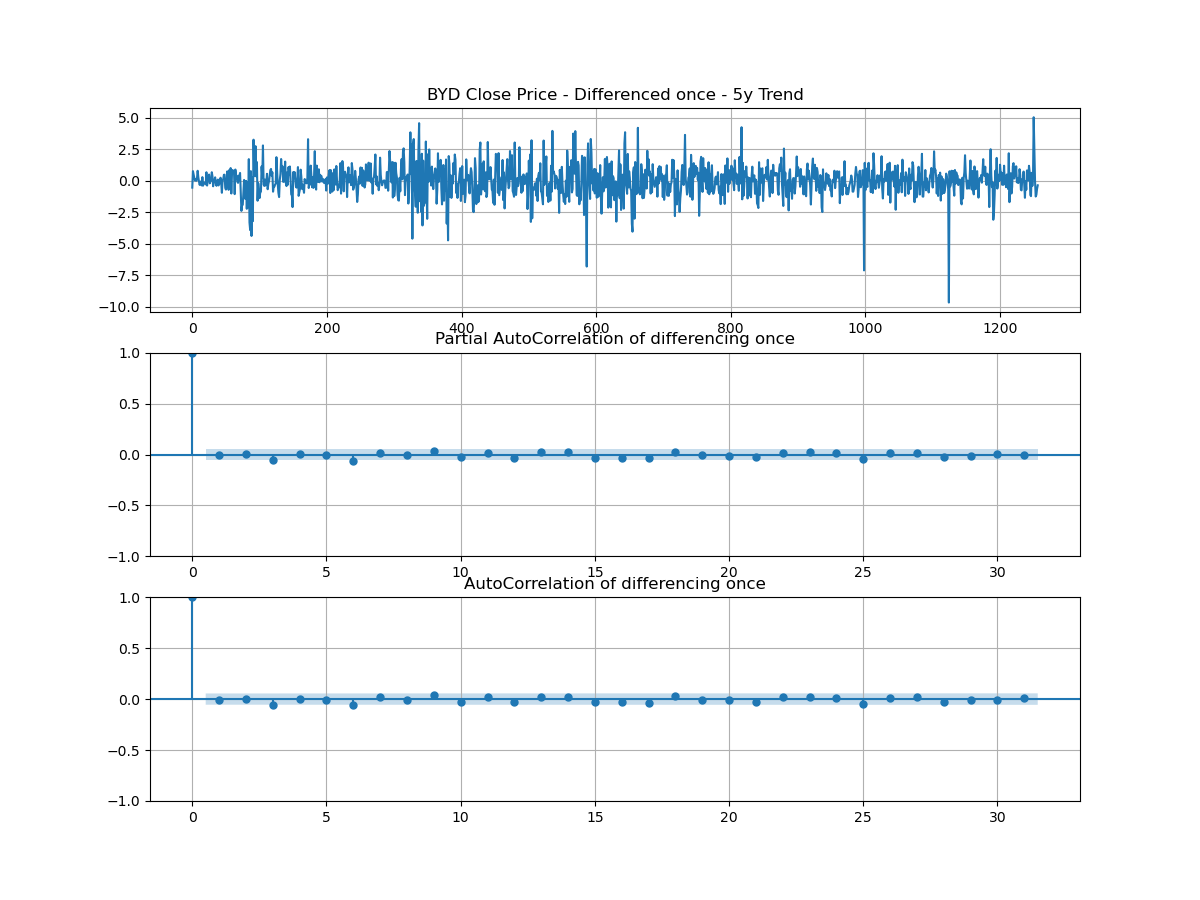 BYD Close Price - Differenced once - 5y Trend
5.0
2.5
0.0
−2.5
−5.0
−7.5
−10.0
0 200 400 600 800 1000 1200
Partial AutoCorrelation of differencing once
1.0
0.5
0.0
−0.5
−1.0
0 5 10 15 20 25 30
AutoCorrelation of differencing once
1.0
0.5
0.0
−0.5
−1.0
0 5 10 15 20 25 30